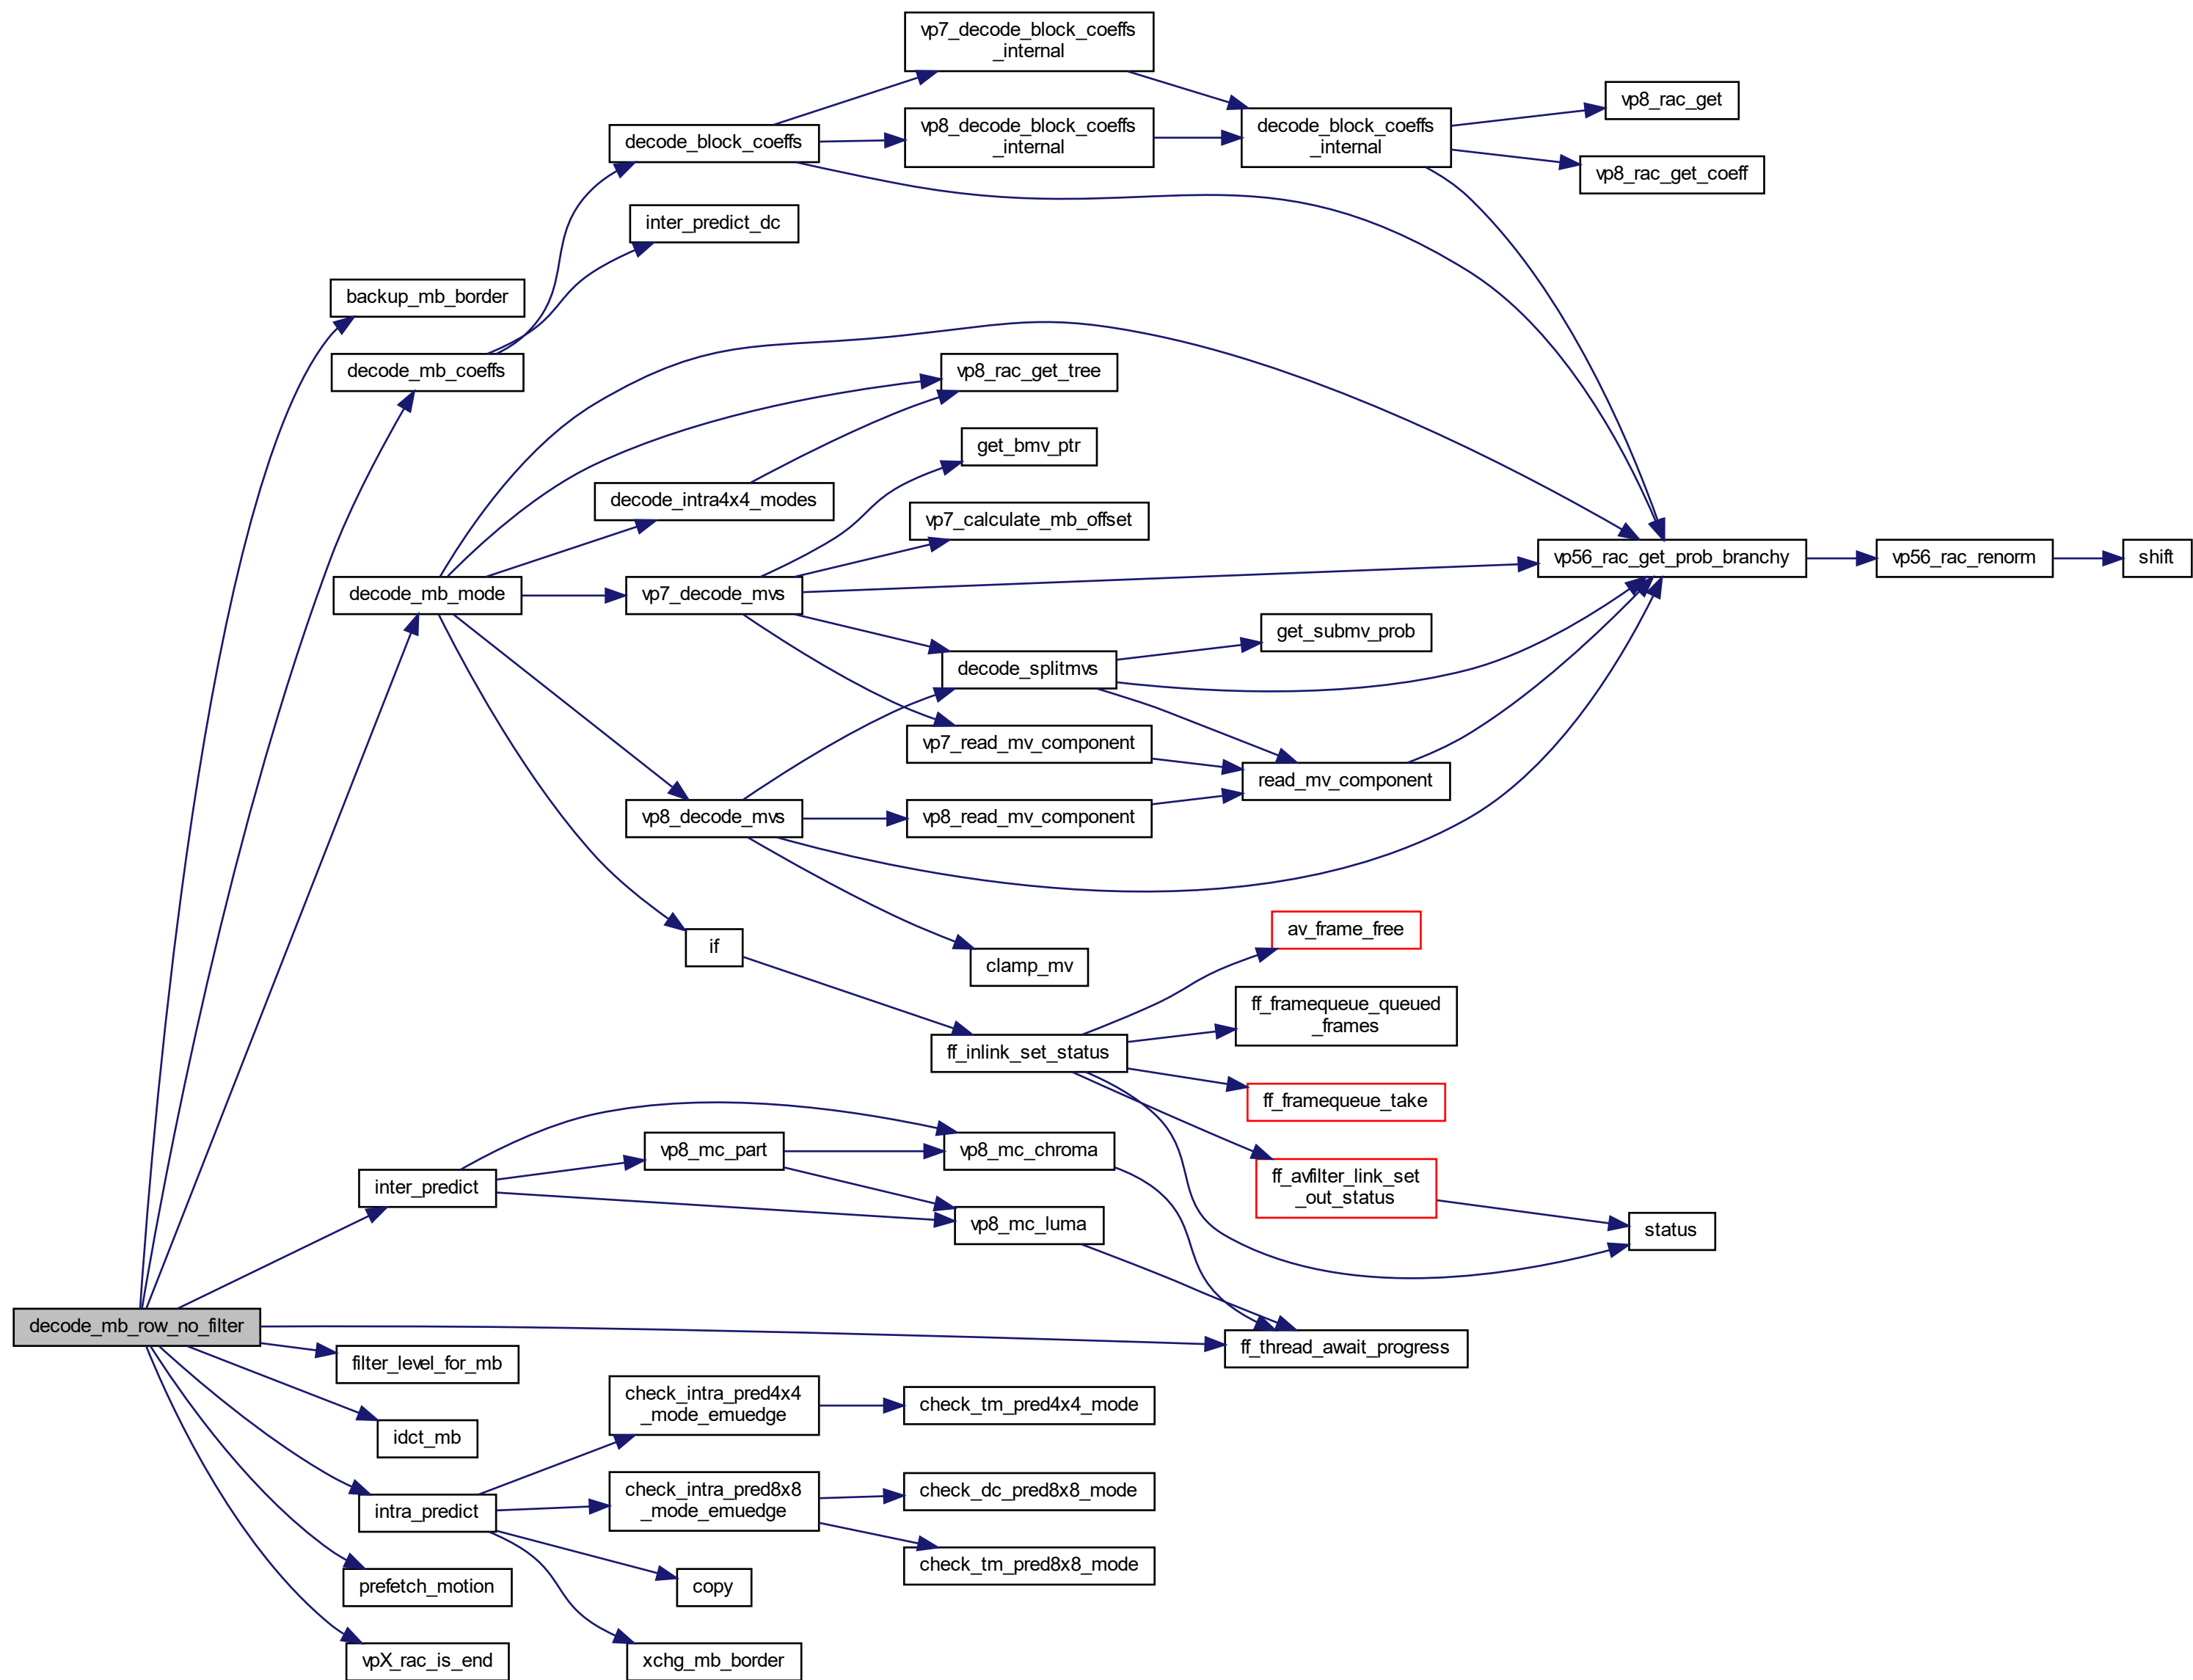 vp7_decode_block_coeffs
_internal
vp8_rac_get
decode_block_coeffs
vp8_decode_block_coeffs
_internal
decode_block_coeffs
_internal
vp8_rac_get_coeff
inter_predict_dc
backup_mb_border
decode_mb_coeffs
vp8_rac_get_tree
get_bmv_ptr
decode_intra4x4_modes
vp7_calculate_mb_offset
vp56_rac_get_prob_branchy
vp56_rac_renorm
shift
decode_mb_mode
vp7_decode_mvs
get_submv_prob
decode_splitmvs
vp7_read_mv_component
read_mv_component
vp8_decode_mvs
vp8_read_mv_component
av_frame_free
if
clamp_mv
ff_framequeue_queued
_frames
ff_inlink_set_status
ff_framequeue_take
vp8_mc_part
vp8_mc_chroma
inter_predict
ff_avfilter_link_set
_out_status
vp8_mc_luma
status
decode_mb_row_no_filter
ff_thread_await_progress
filter_level_for_mb
check_intra_pred4x4
_mode_emuedge
check_tm_pred4x4_mode
idct_mb
intra_predict
check_intra_pred8x8
_mode_emuedge
check_dc_pred8x8_mode
check_tm_pred8x8_mode
prefetch_motion
copy
vpX_rac_is_end
xchg_mb_border